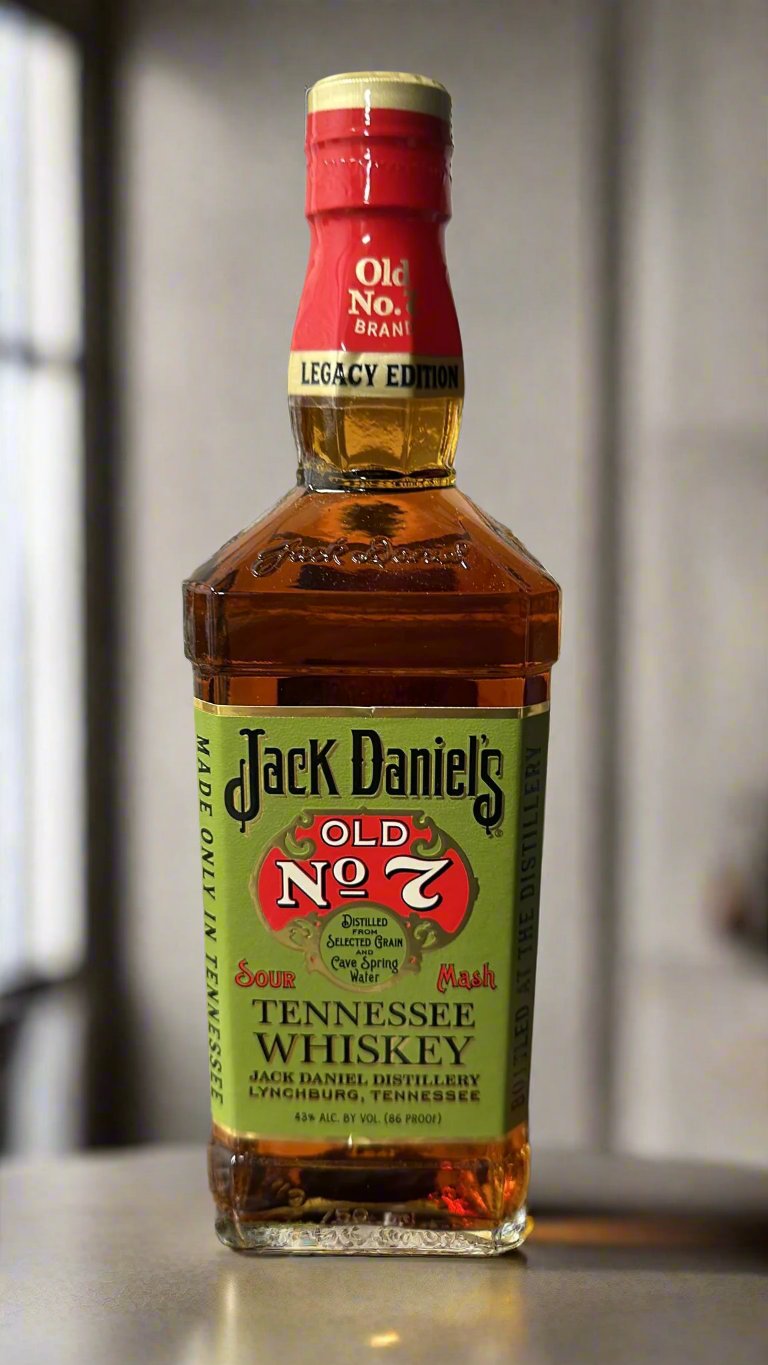 Old
No. 7
BRAND
LEGACY EDITION
Jack Daniel
Jack Daniel's
OLD
No 7
DISTILLED
FROM
SELECTED GRAIN
AND
Cave Spring
Water
Sour Mash
TENNESSEE
WHISKEY
JACK DANIEL DISTILLERY
LYNCHBURG, TENNESSEE
43% ALC. BY VOL. (86 PROOF)
MADE ONLY IN TENNESSEE
BOTTLED AT THE DISTILLERY